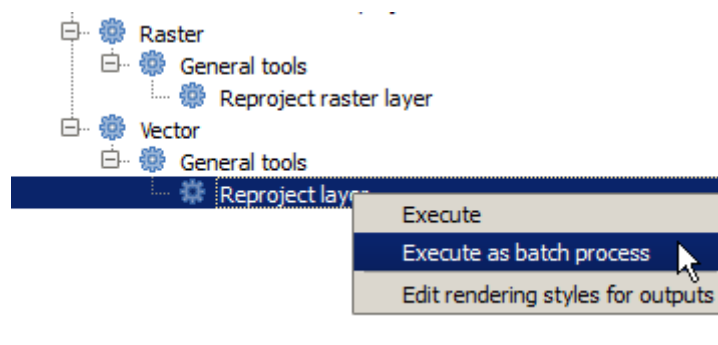 Raster
General tools
Reproject raster layer
Vector
General tools
Reproject layer
Execute
Execute as batch process
Edit rendering styles for outputs